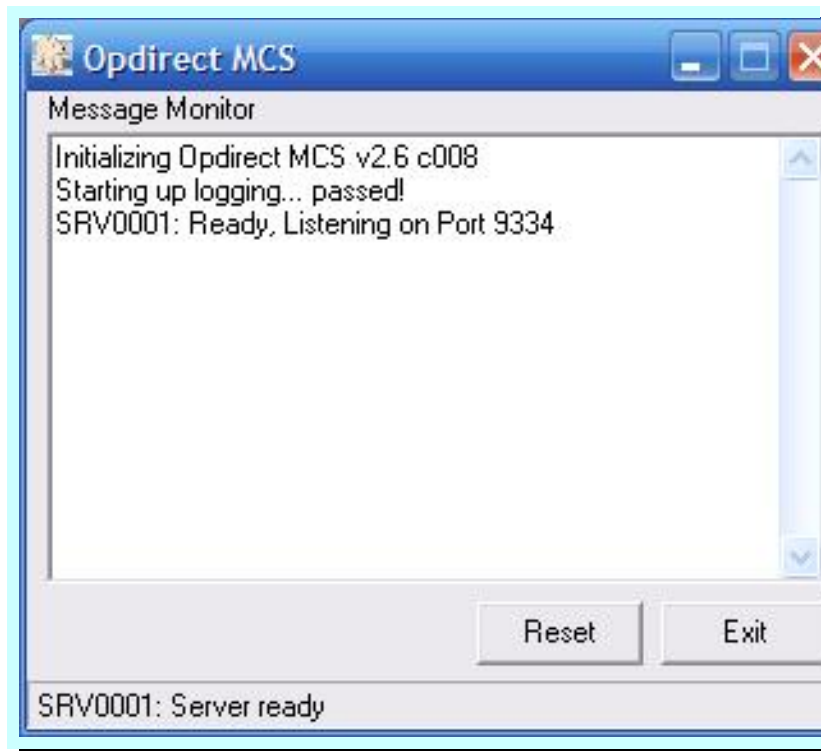 Opdirect MCS
Message Monitor
Initializing Opdirect MCS v2.6 c008
Starting up logging... passed!
SRV0001: Ready, Listening on Port 9334
Reset Exit
SRV0001: Server ready